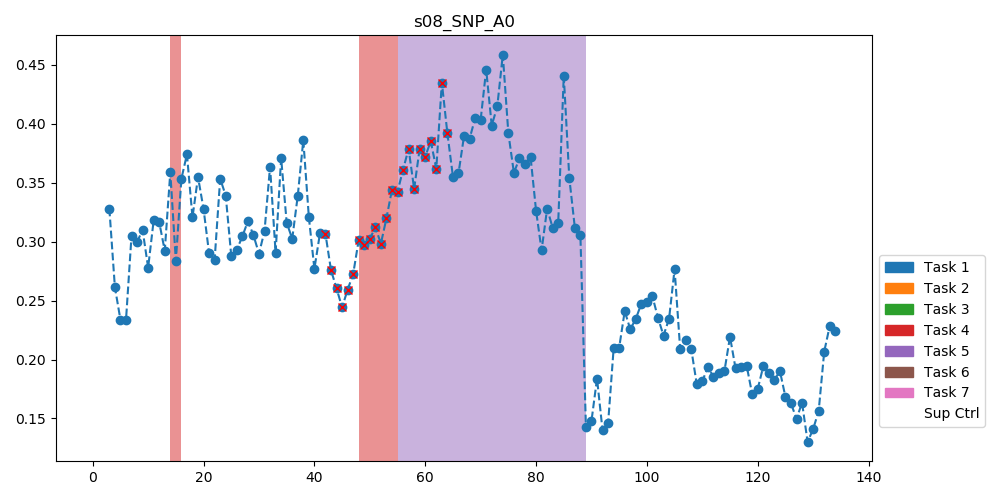 s08_SNP_A0
0.45
0.40
0.35
0.30
0.25
0.20
0.15
0 20 40 60 80 100 120 140
Task 1
Task 2
Task 3
Task 4
Task 5
Task 6
Task 7
Sup Ctrl